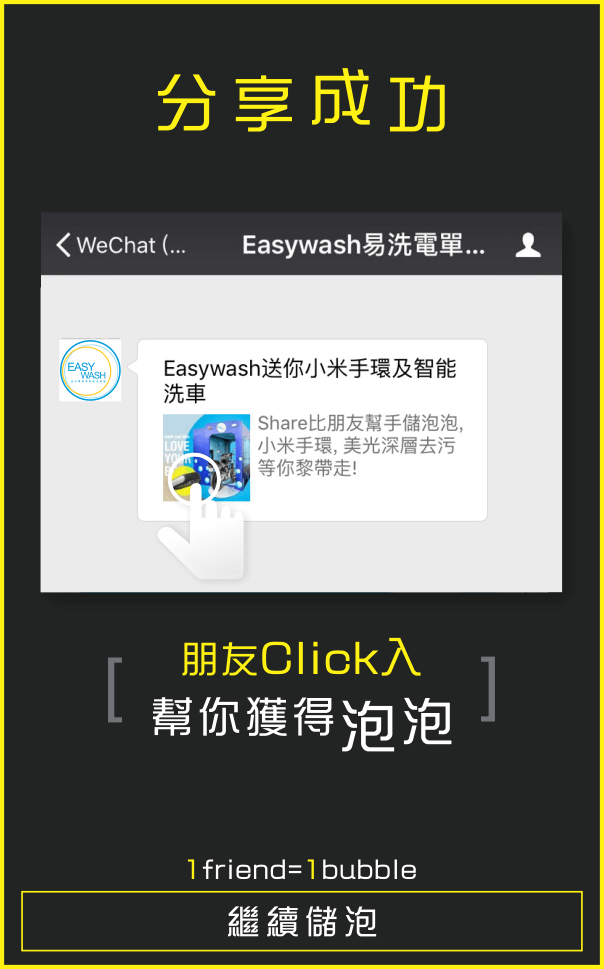 分享成功
WeChat (...
Easywash易洗電單...
EASY
WASH
Easywash送你小米手環及智能
洗車
Share比朋友幫手儲泡泡,
小米手環, 美光深層去污
等你黎帶走!
LOVE
YOUR
[ 朋友Click入
幫你獲得泡泡 ]
1friend=1bubble
繼續儲泡